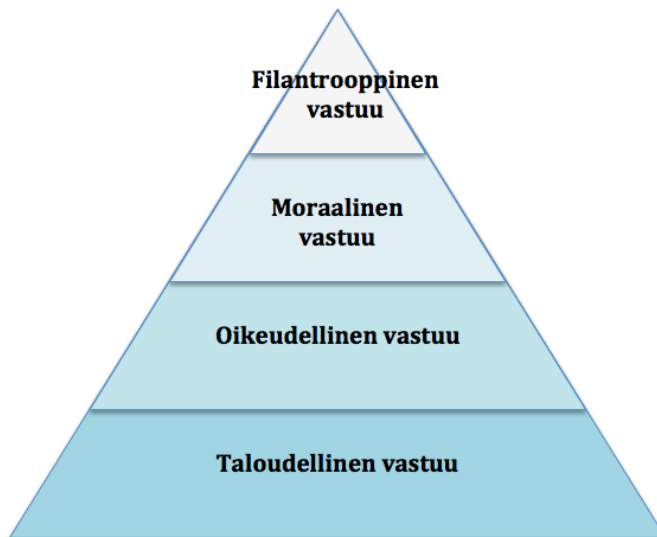 Filantrooppinen
vastuu
Moraalinen
vastuu
Oikeudellinen vastuu
Taloudellinen vastuu